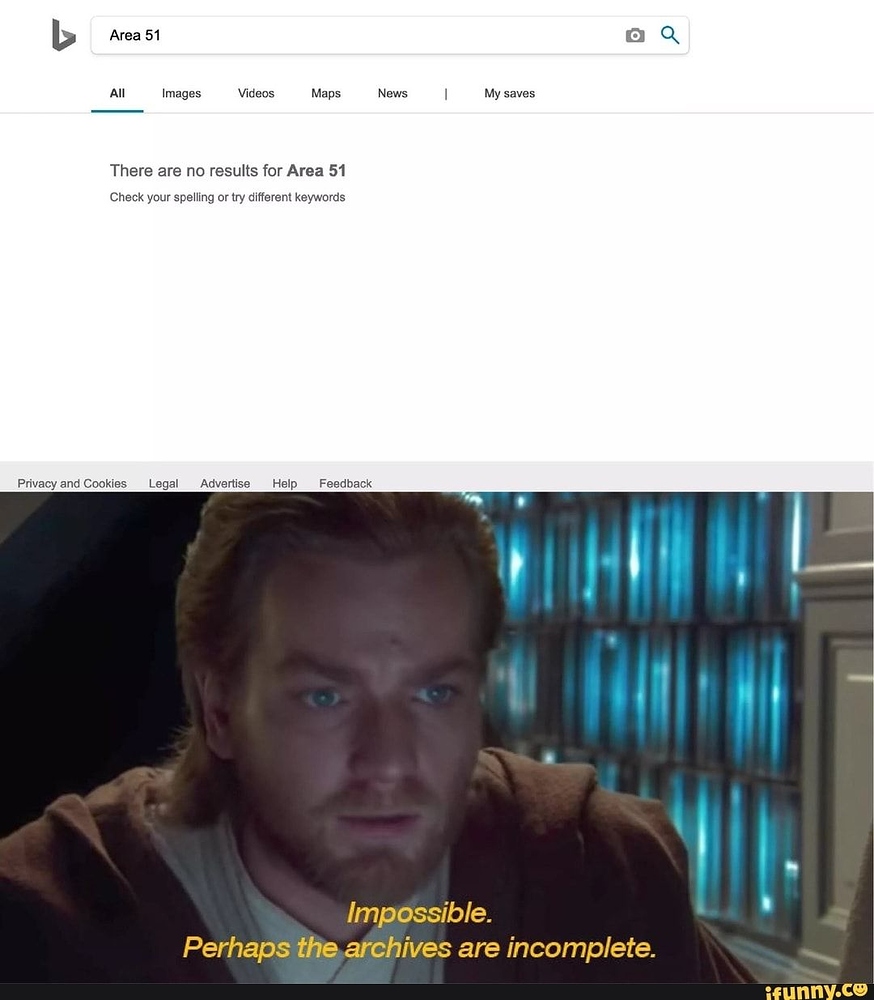 Area 51
All Images Videos Maps News | My saves
There are no results for Area 51
Check your spelling or try different keywords
Privacy and Cookies Legal Advertise Help Feedback
Impossible.
Perhaps the archives are incomplete.
ifunny.co